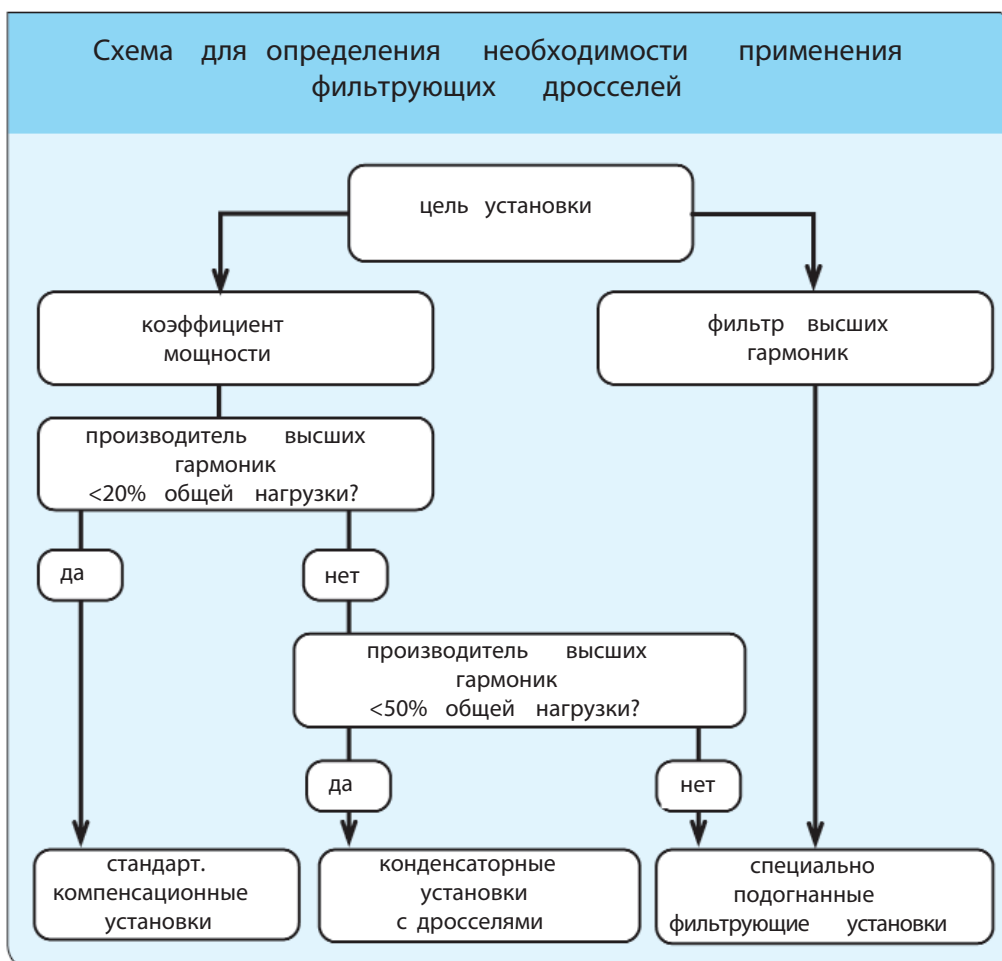 Схема для определения необходимости применения
фильтрующих дросселей
цель установки
коэффициент
мощности
фильтр высших
гармоник
производитель высших
гармоник
<20% общей нагрузки?
да
нет
производитель высших
гармоник
<50% общей нагрузки?
да
нет
стандарт.
компенсационные
установки
конденсаторные
установки
с дросселями
специально
подогнанные
фильтрующие установки